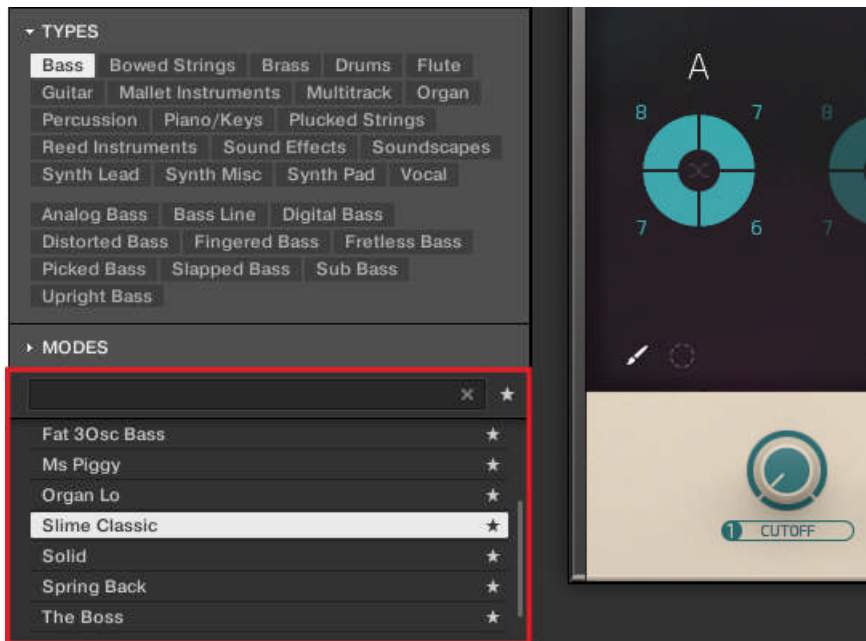 TYPES
Bass Bowed Strings Brass Drums Flute
Guitar Mallet Instruments Multitrack Organ
Percussion Piano/Keys Plucked Strings
Reed Instruments Sound Effects Soundscapes
Synth Lead Synth Misc Synth Pad Vocal
Analog Bass Bass Line Digital Bass
Distorted Bass Fingered Bass Fretless Bass
Picked Bass Slapped Bass Sub Bass
Upright Bass
MODES
Fat 3Osc Bass
Ms Piggy
Organ Lo
Slime Classic
Solid
Spring Back
The Boss
A
8 7 8
7 6 7
1 CUTOFF